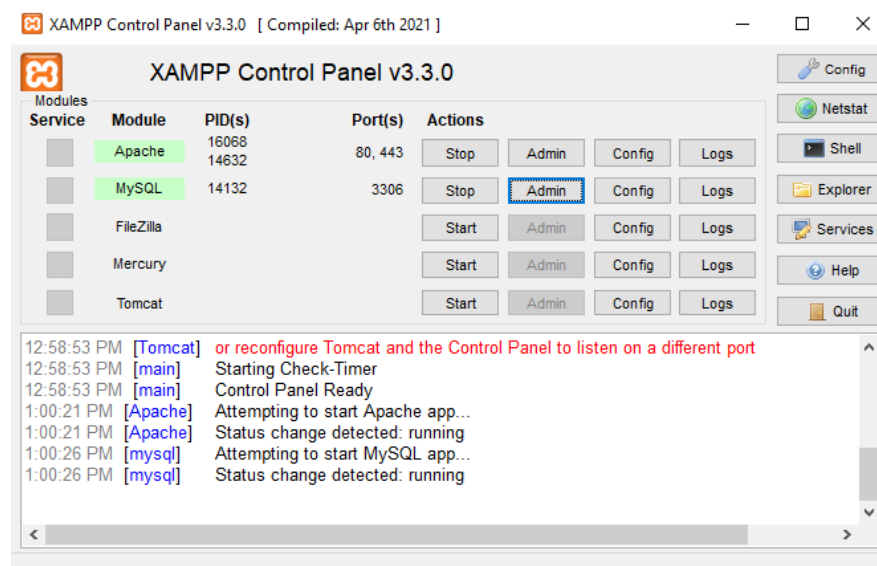 XAMPP Control Panel v3.3.0 [ Compiled: Apr 6th 2021 ]
XAMPP Control Panel v3.3.0
Config
Modules
Service Module PID(s) Port(s) Actions
Netstat
Apache 16068 14632 80, 443 Stop Admin Config Logs
Shell
MySQL 14132 3306 Stop Admin Config Logs
Explorer
FileZilla Start Admin Config Logs
Services
Mercury Start Admin Config Logs
Help
Tomcat Start Admin Config Logs
Quit
12:58:53 PM [Tomcat] or reconfigure Tomcat and the Control Panel to listen on a different port
12:58:53 PM [main] Starting Check-Timer
12:58:53 PM [main] Control Panel Ready
1:00:21 PM [Apache] Attempting to start Apache app...
1:00:21 PM [Apache] Status change detected: running
1:00:26 PM [mysql] Attempting to start MySQL app...
1:00:26 PM [mysql] Status change detected: running